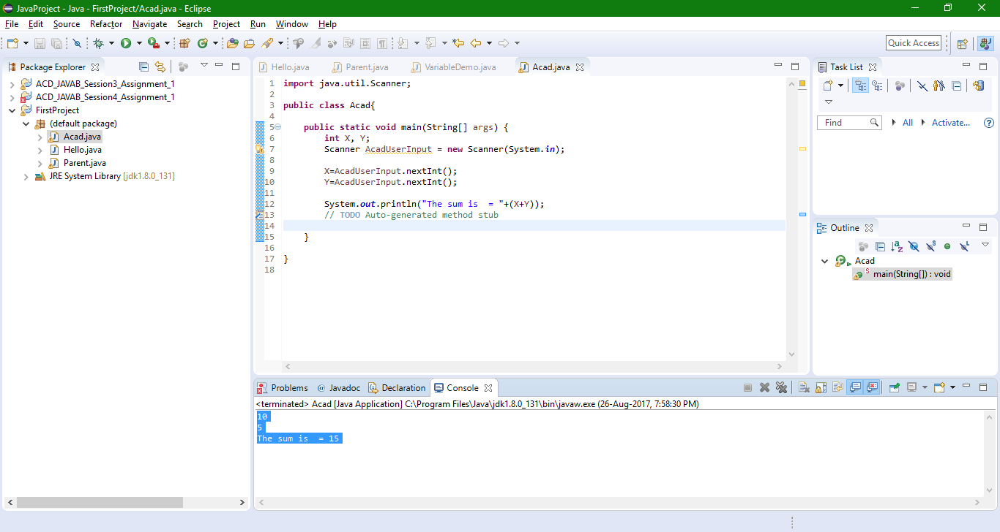 JavaProject - Java - FirstProject/Acad.java - Eclipse
File Edit Source Refactor Navigate Search Project Run Window Help
Quick Access
Package Explorer
ACD_JAVAB_Session3_Assignment_1
ACD_JAVAB_Session4_Assignment_1
FirstProject
(default package)
Acad.java
Hello.java
Parent.java
JRE System Library [jdk1.8.0_131]
Hello.java Parent.java VariableDemo.java Acad.java
1 import java.util.Scanner;
2
3 public class Acad{
4
5 public static void main(String[] args) {
6 int X, Y;
7 Scanner AcadUserInput = new Scanner(System.in);
8
9 X=AcadUserInput.nextInt();
10 Y=AcadUserInput.nextInt();
11
12 System.out.println("The sum is  = "+(X+Y));
13 // TODO Auto-generated method stub
14
15 }
16
17 }
18
Task List
Find All Activate...
Outline
Acad
main(String[]) : void
Problems @ Javadoc Declaration Console
<terminated> Acad [Java Application] C:\Program Files\Java\jdk1.8.0_131\bin\javaw.exe (26-Aug-2017, 7:58:30 PM)
10
5
The sum is  = 15